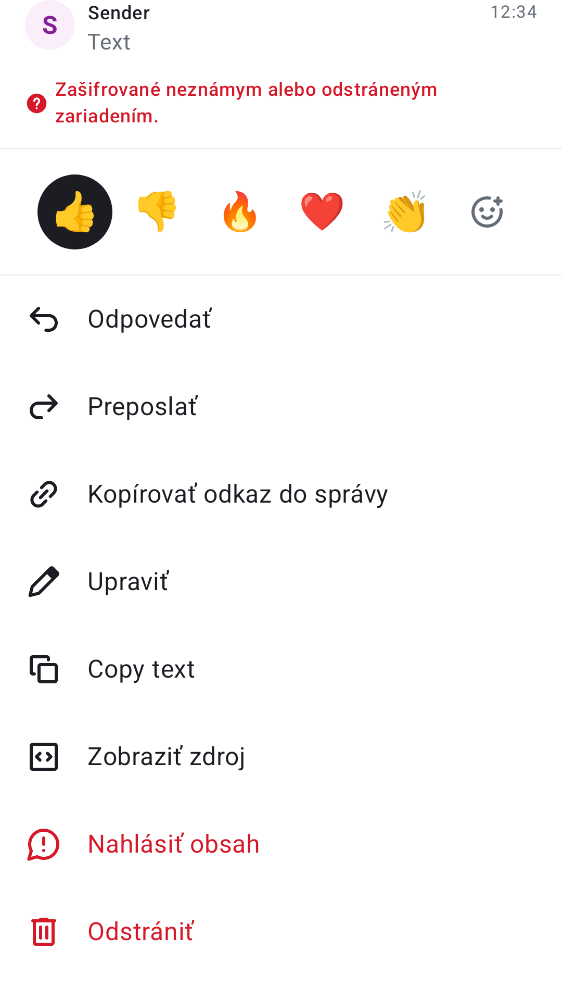 S
Sender
12:34
Text
Zašifrované neznámym alebo odstráneným
zariadením.
Odpovedať
Preposlať
Kopírovať odkaz do správy
Upraviť
Copy text
Zobraziť zdroj
Nahlásiť obsah
Odstrániť